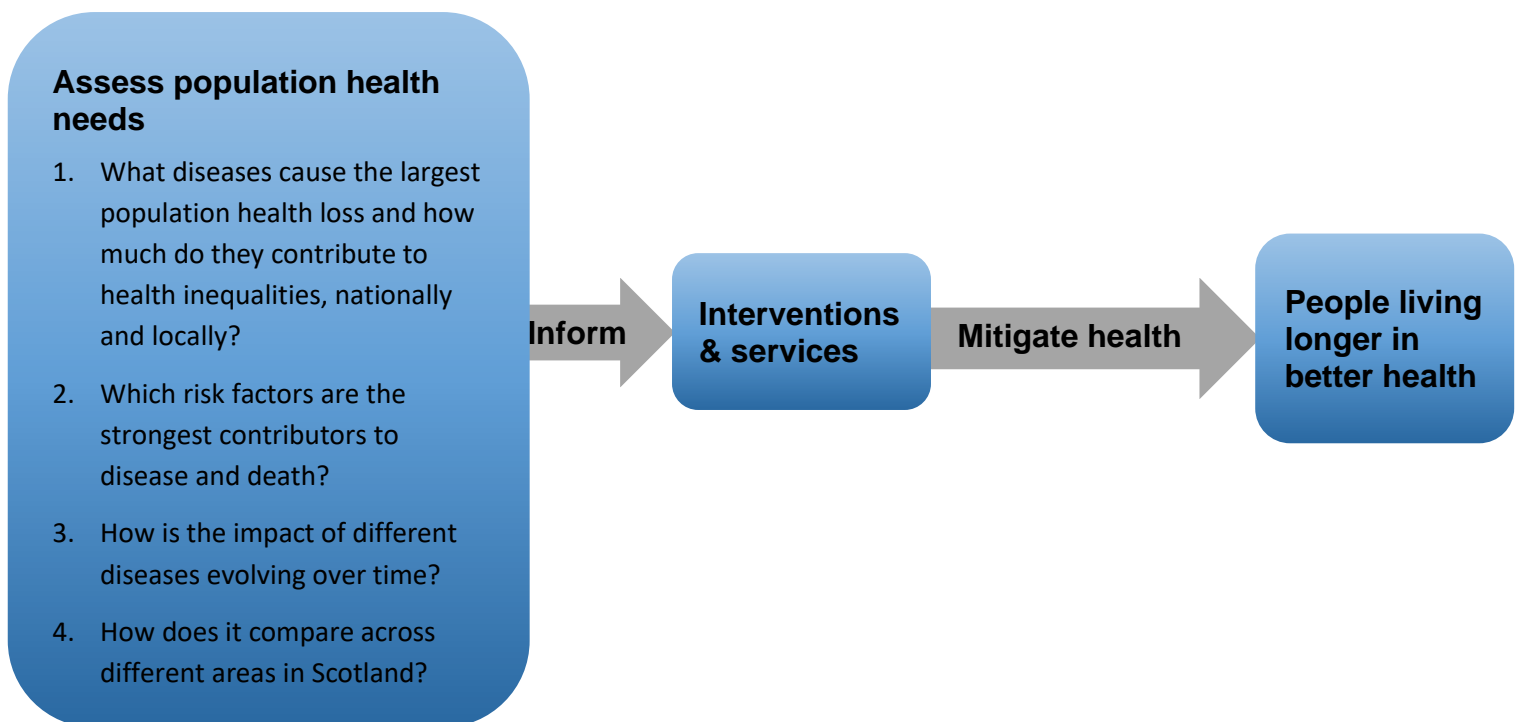 Assess population health
needs
1. What diseases cause the largest
population health loss and how
much do they contribute to
health inequalities, nationally
and locally?
2. Which risk factors are the
strongest contributors to
disease and death?
3. How is the impact of different
diseases evolving over time?
4. How does it compare across
different areas in Scotland?
Inform
Interventions
& services
Mitigate health
People living
longer in
better health